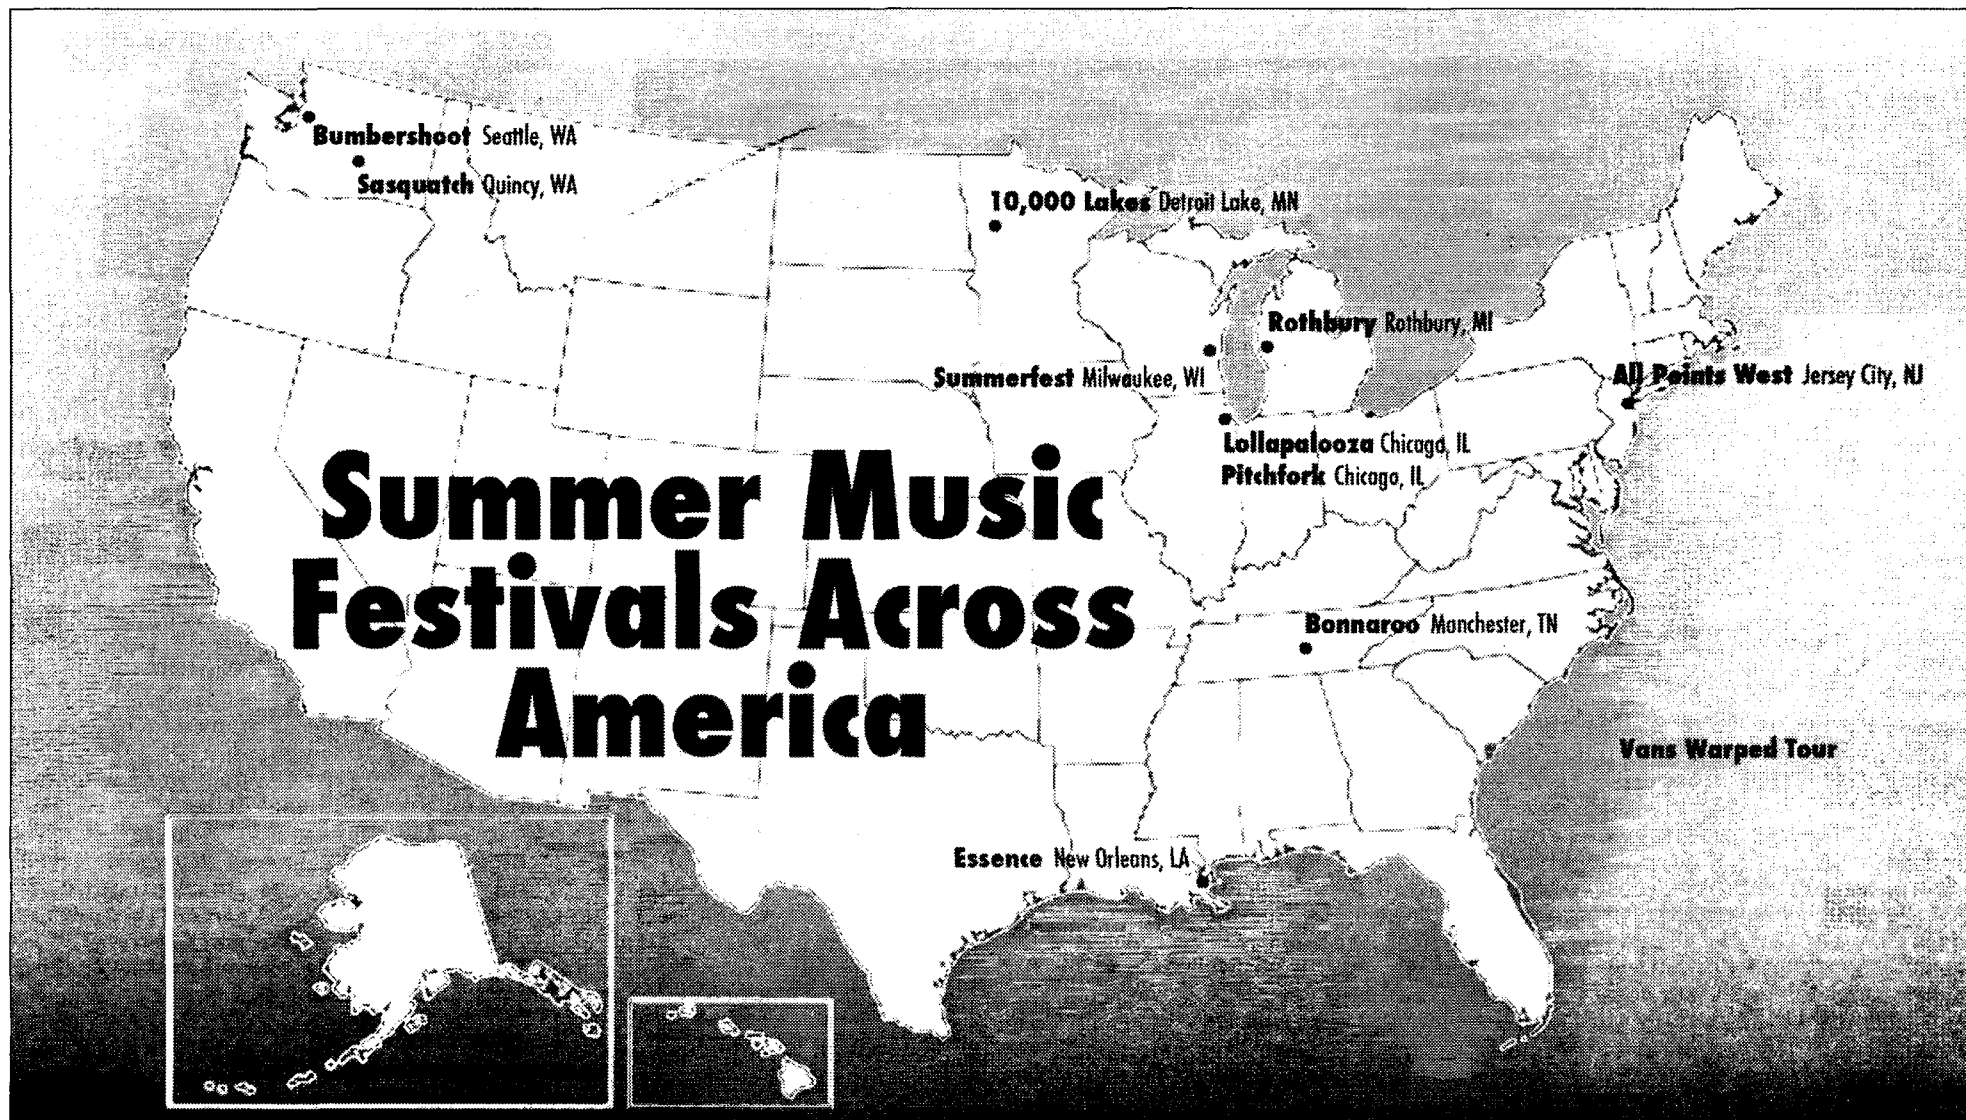 Bumbershoot Seattle, WA
Sasquatch Quincy, WA
10,000 Lakes Detroit Lake, MN
Rothbury Rothbury, MI
Summerfest Milwaukee, WI
All Points West Jersey City, NJ
Lollapalooza Chicago, IL
Pitchfork Chicago, IL
Summer Music
Festivals Across
America
Bonnaroo Manchester, TN
Vans Warped Tour
Essence New Orleans, LA